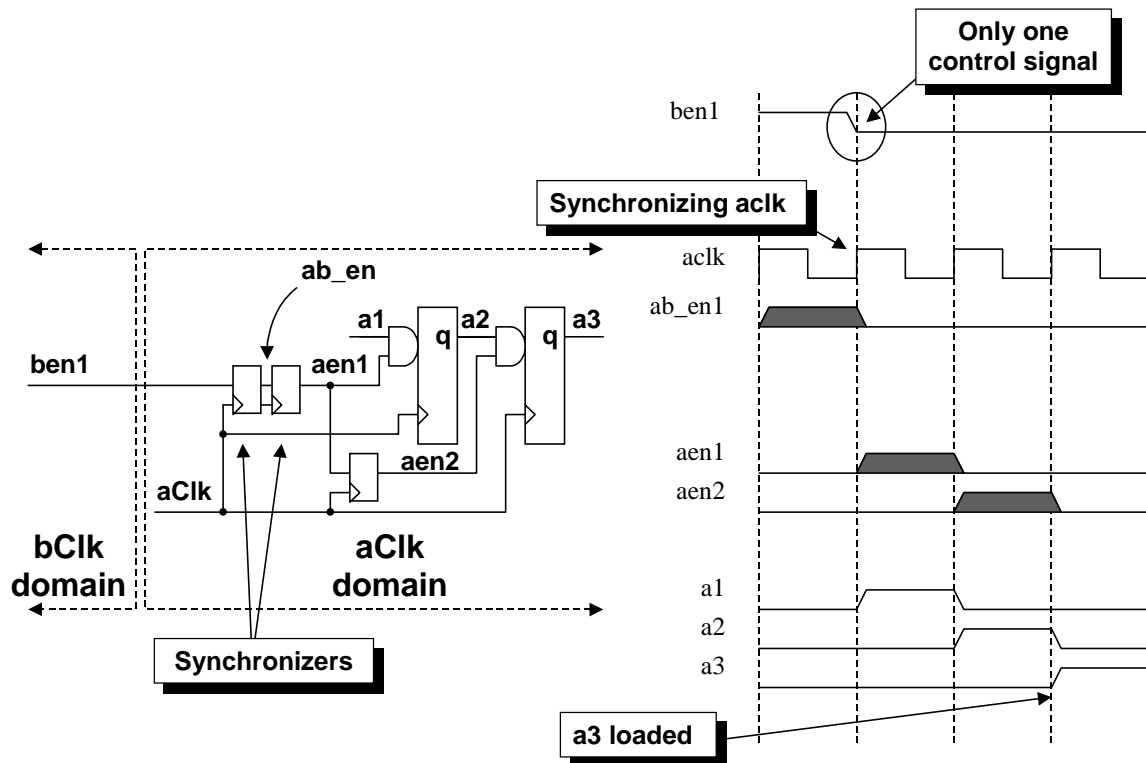 Only one
control signal
ben1
Synchronizing aclk
aclk
ab_en1
aen1
aen2
a1
a2
a3
a3 loaded
ab_en
a1
q
a2
q
a3
ben1
aen1
aen2
aClk
bClk
domain
aClk
domain
Synchronizers